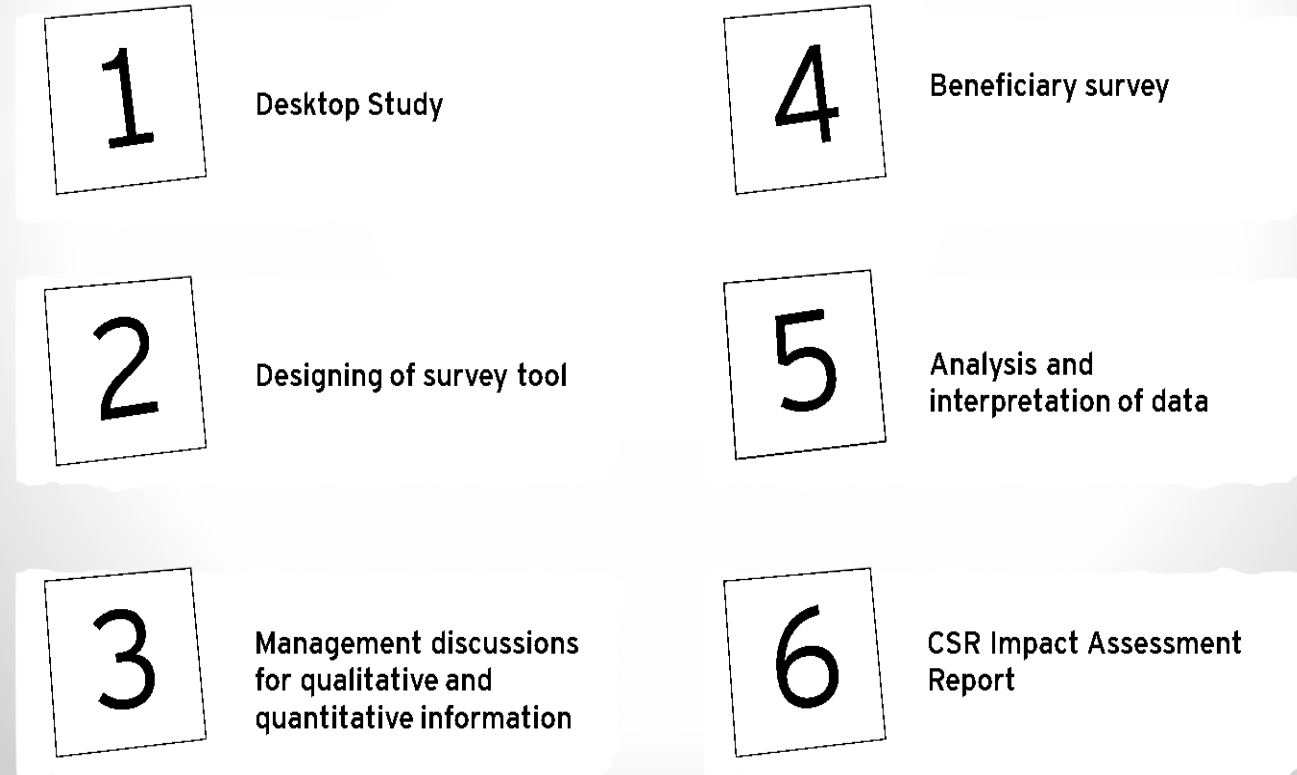 1
Desktop Study
2
Designing of survey tool
3
Management discussions
for qualitative and
quantitative information
4
Beneficiary survey
5
Analysis and
interpretation of data
6
CSR Impact Assessment
Report